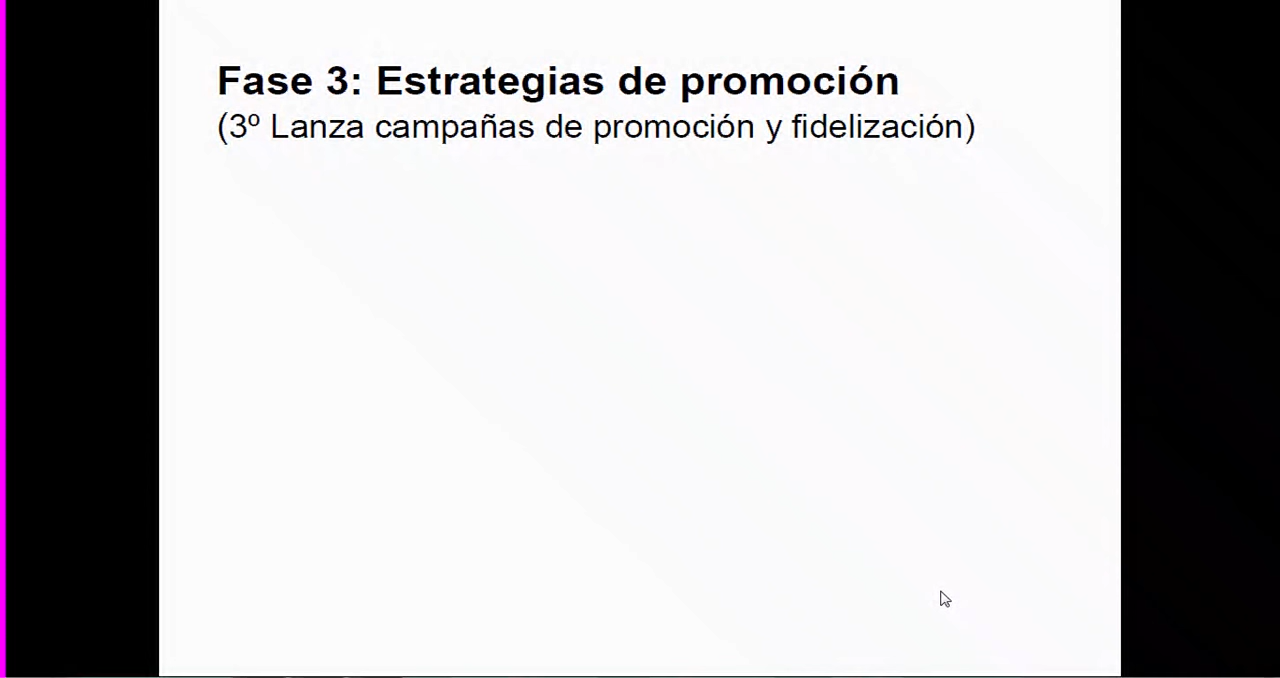 Fase 3: Estrategias de promoción
(3º Lanza campañas de promoción y fidelización)